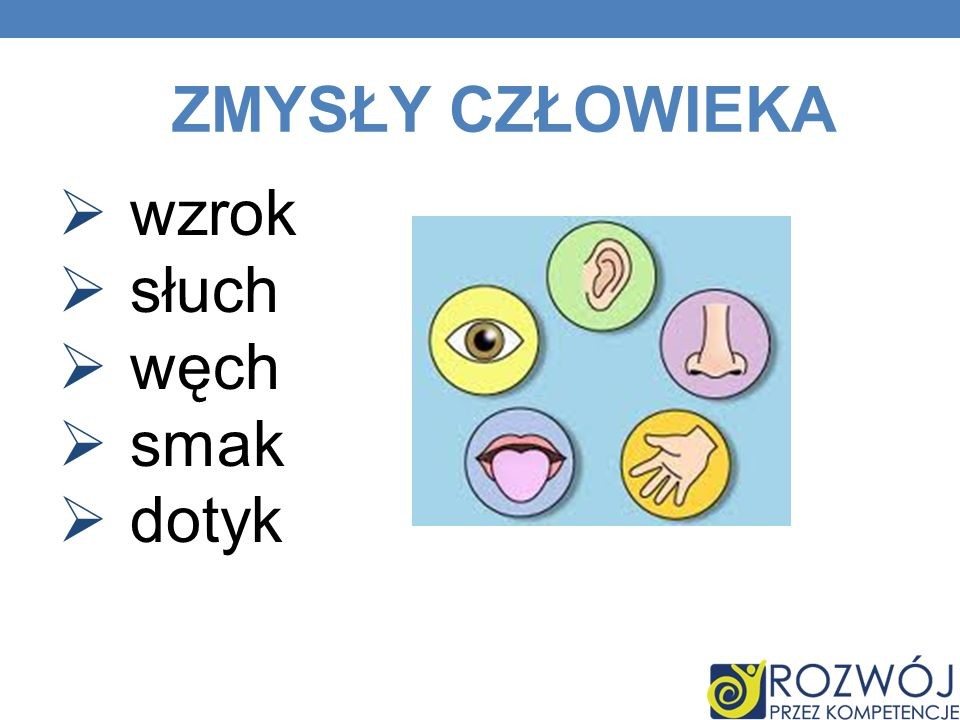 ZMYSŁY CZŁOWIEKA
wzrok
słuch
węch
smak
dotyk
ROZWÓJ
PRZEZ KOMPETENCJE